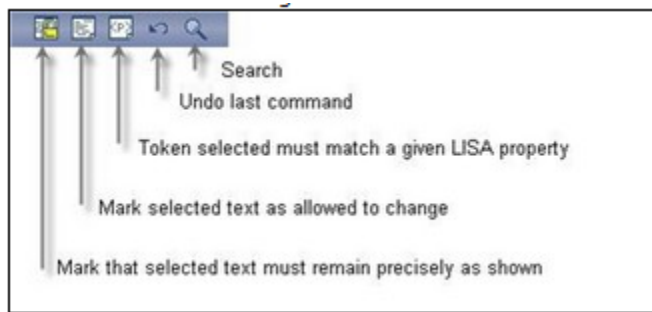 <P>
Search
Undo last command
Token selected must match a given LISA property
Mark selected text as allowed to change
Mark that selected text must remain precisely as shown